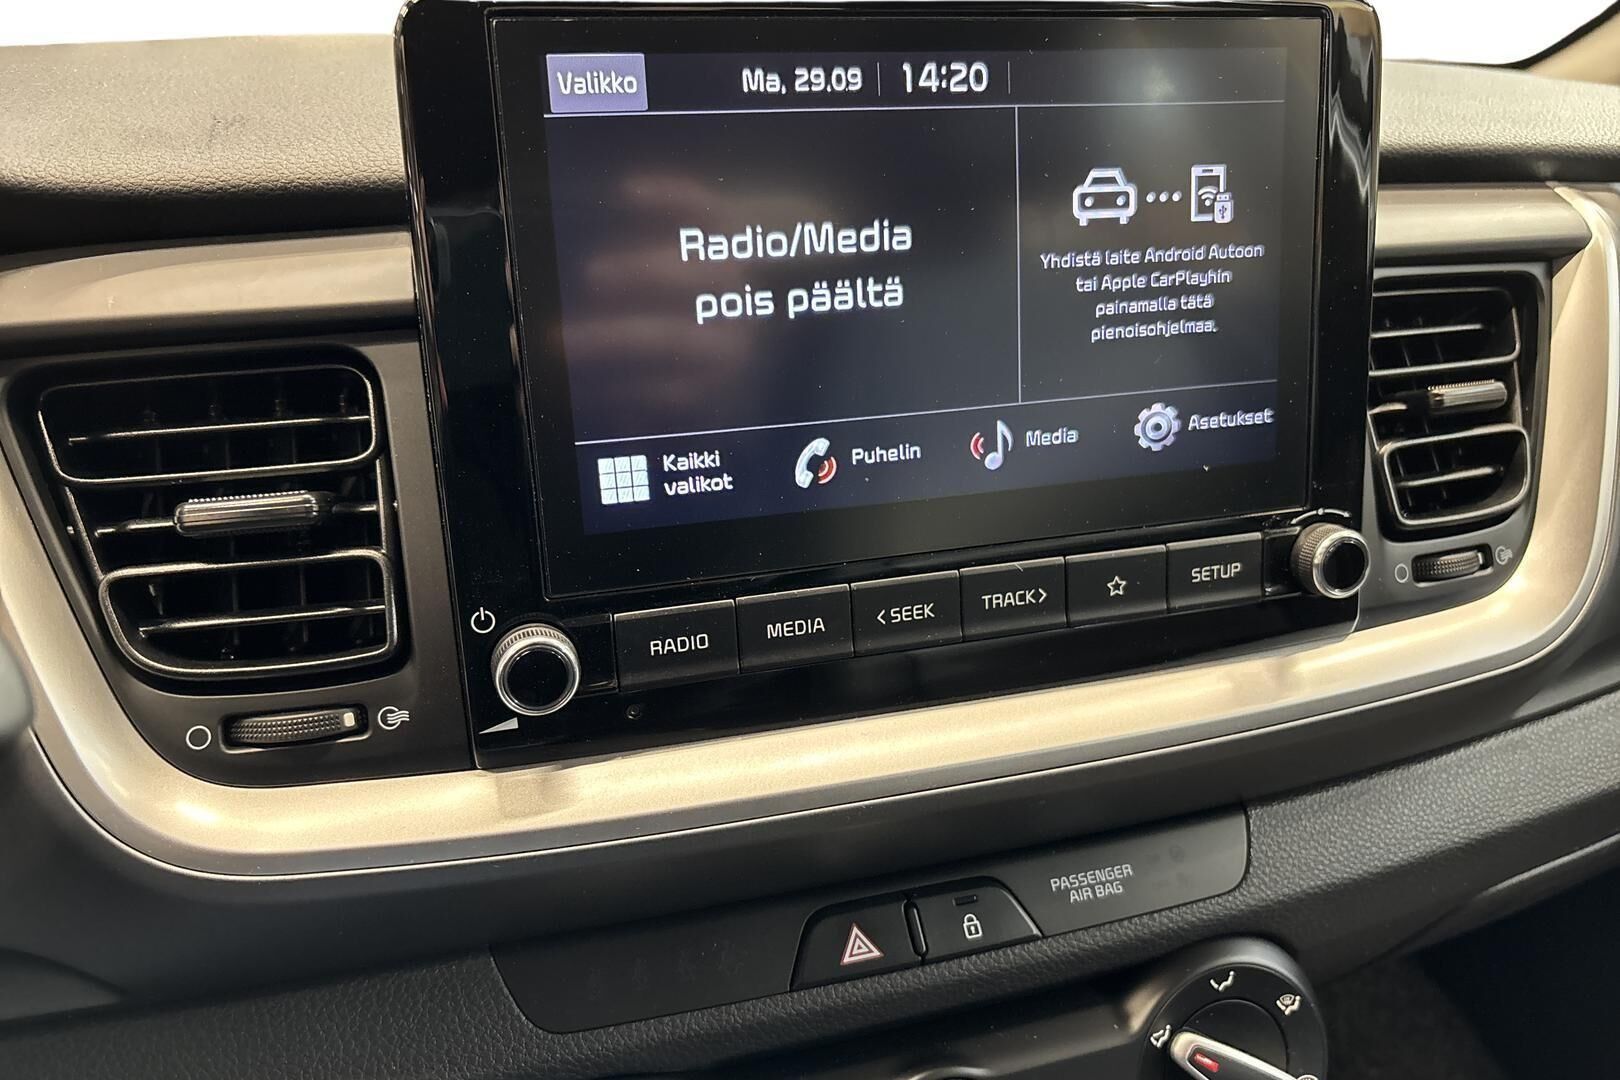 Valikko
Ma, 29.09
14:20
Radio/Media
pois päältä
Yhdistä laite Android Autoon
tai Apple CarPlayhin
painamalla tätä
pienoisohjelmaa.
Kaikki
valikot
Puhelin
Media
Asetukset
RADIO
MEDIA
<SEEK
TRACK>
SETUP
PASSENGER
AIR BAG